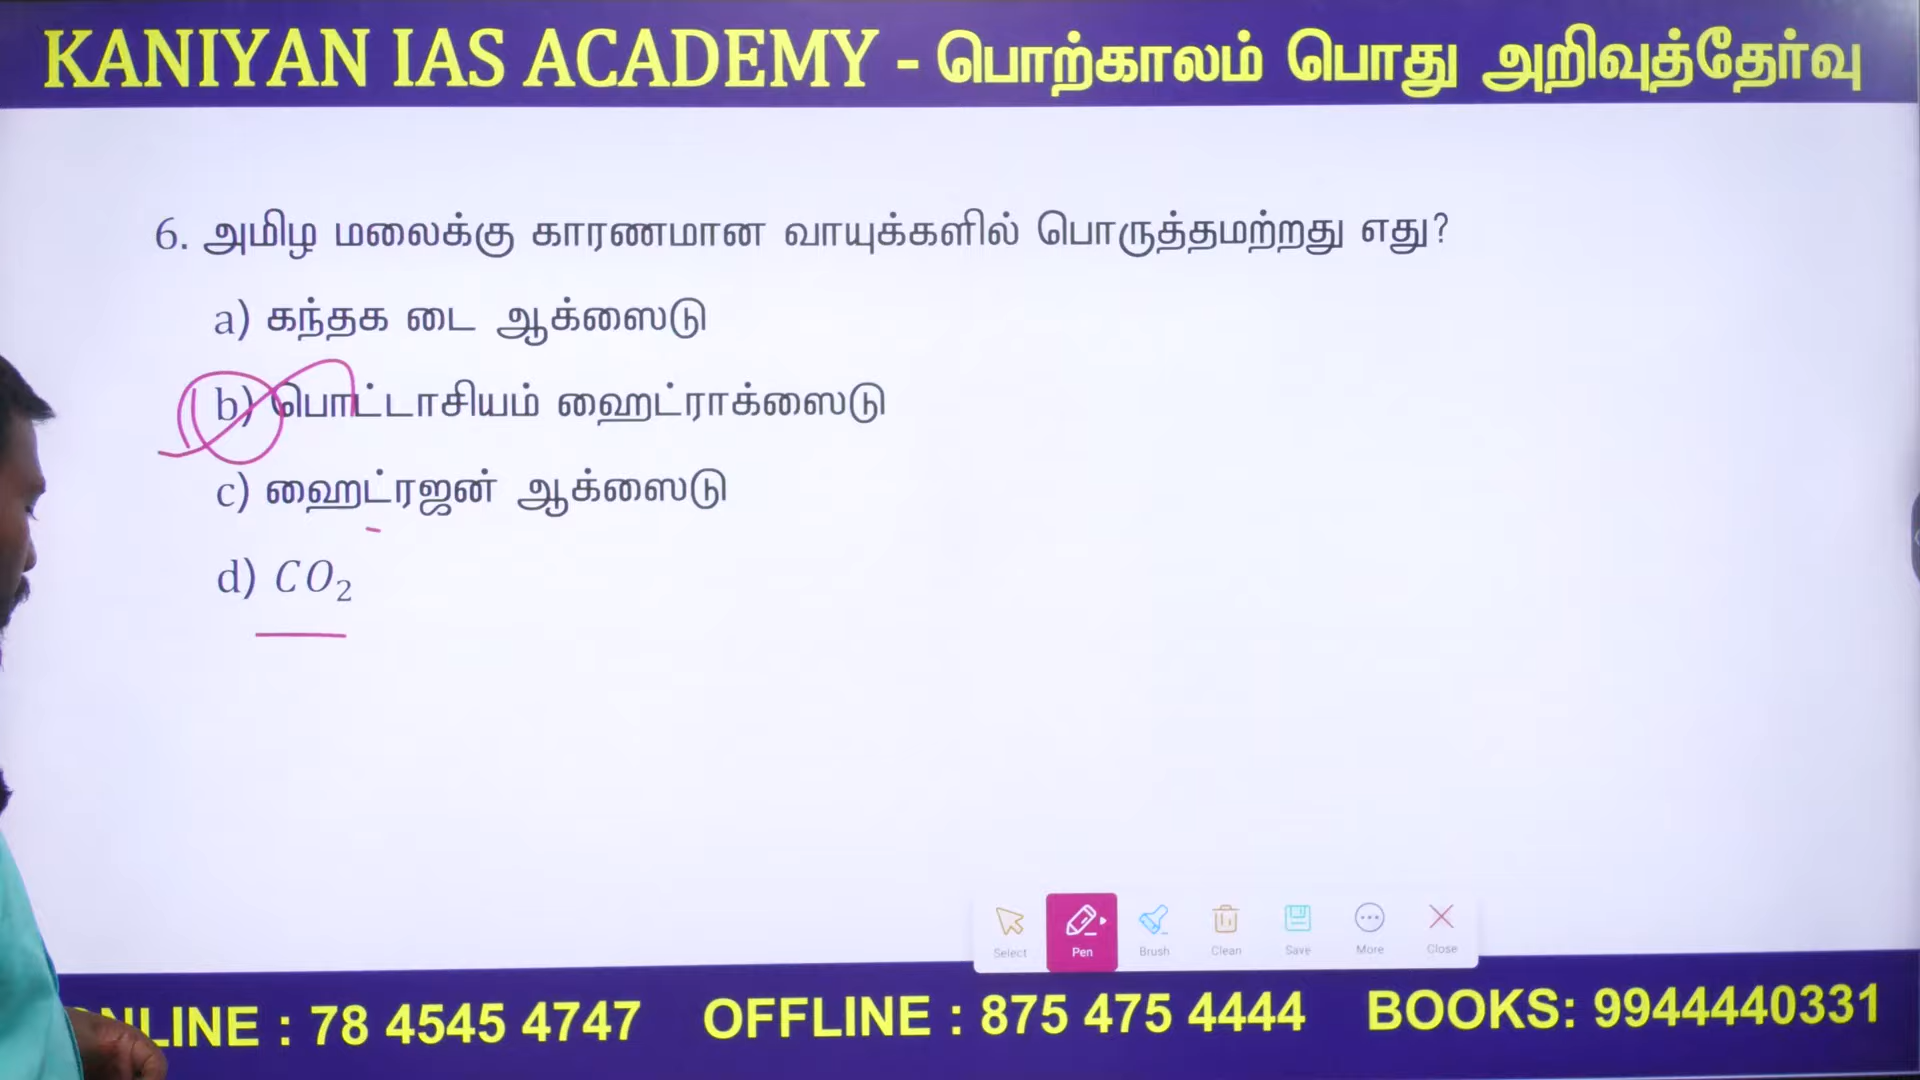 KANIYAN IAS ACADEMY - பொற்காலம் பொது அறிவுத்தேர்வு
6. அமிழ மலைக்கு காரணமான வாயுக்களில் பொருத்தமற்றது எது?
a) கந்தக டை ஆக்ஸைடு
b) பொட்டாசியம் ஹைட்ராக்ஸைடு
c) ஹைட்ரஜன் ஆக்ஸைடு
d) CO₂
Select Pen Brush Clean Save More Close
NLINE : 78 4545 4747 OFFLINE : 875 475 4444 BOOKS: 9944440331